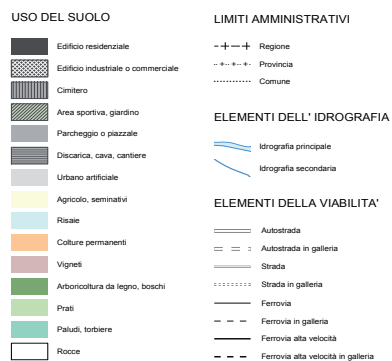 USO DEL SUOLO
Edificio residenziale
Edificio industriale o commerciale
Cimitero
Area sportiva, giardino
Parcheggio o piazzale
Discarica, cava, cantiere
Urbano artificiale
Agricolo, seminativi
Risaie
Colture permanenti
Vigneti
Arboricoltura da legno, boschi
Prati
Paludi, torbiere
Rocce
LIMITI AMMINISTRATIVI
Regione
Provincia
Comune
ELEMENTI DELL' IDROGRAFIA
Idrografia principale
Idrografia secondaria
ELEMENTI DELLA VIABILITA'
Autostrada
Autostrada in galleria
Strada
Strada in galleria
Ferrovia
Ferrovia in galleria
Ferrovia alta velocità
Ferrovia alta velocità in galleria